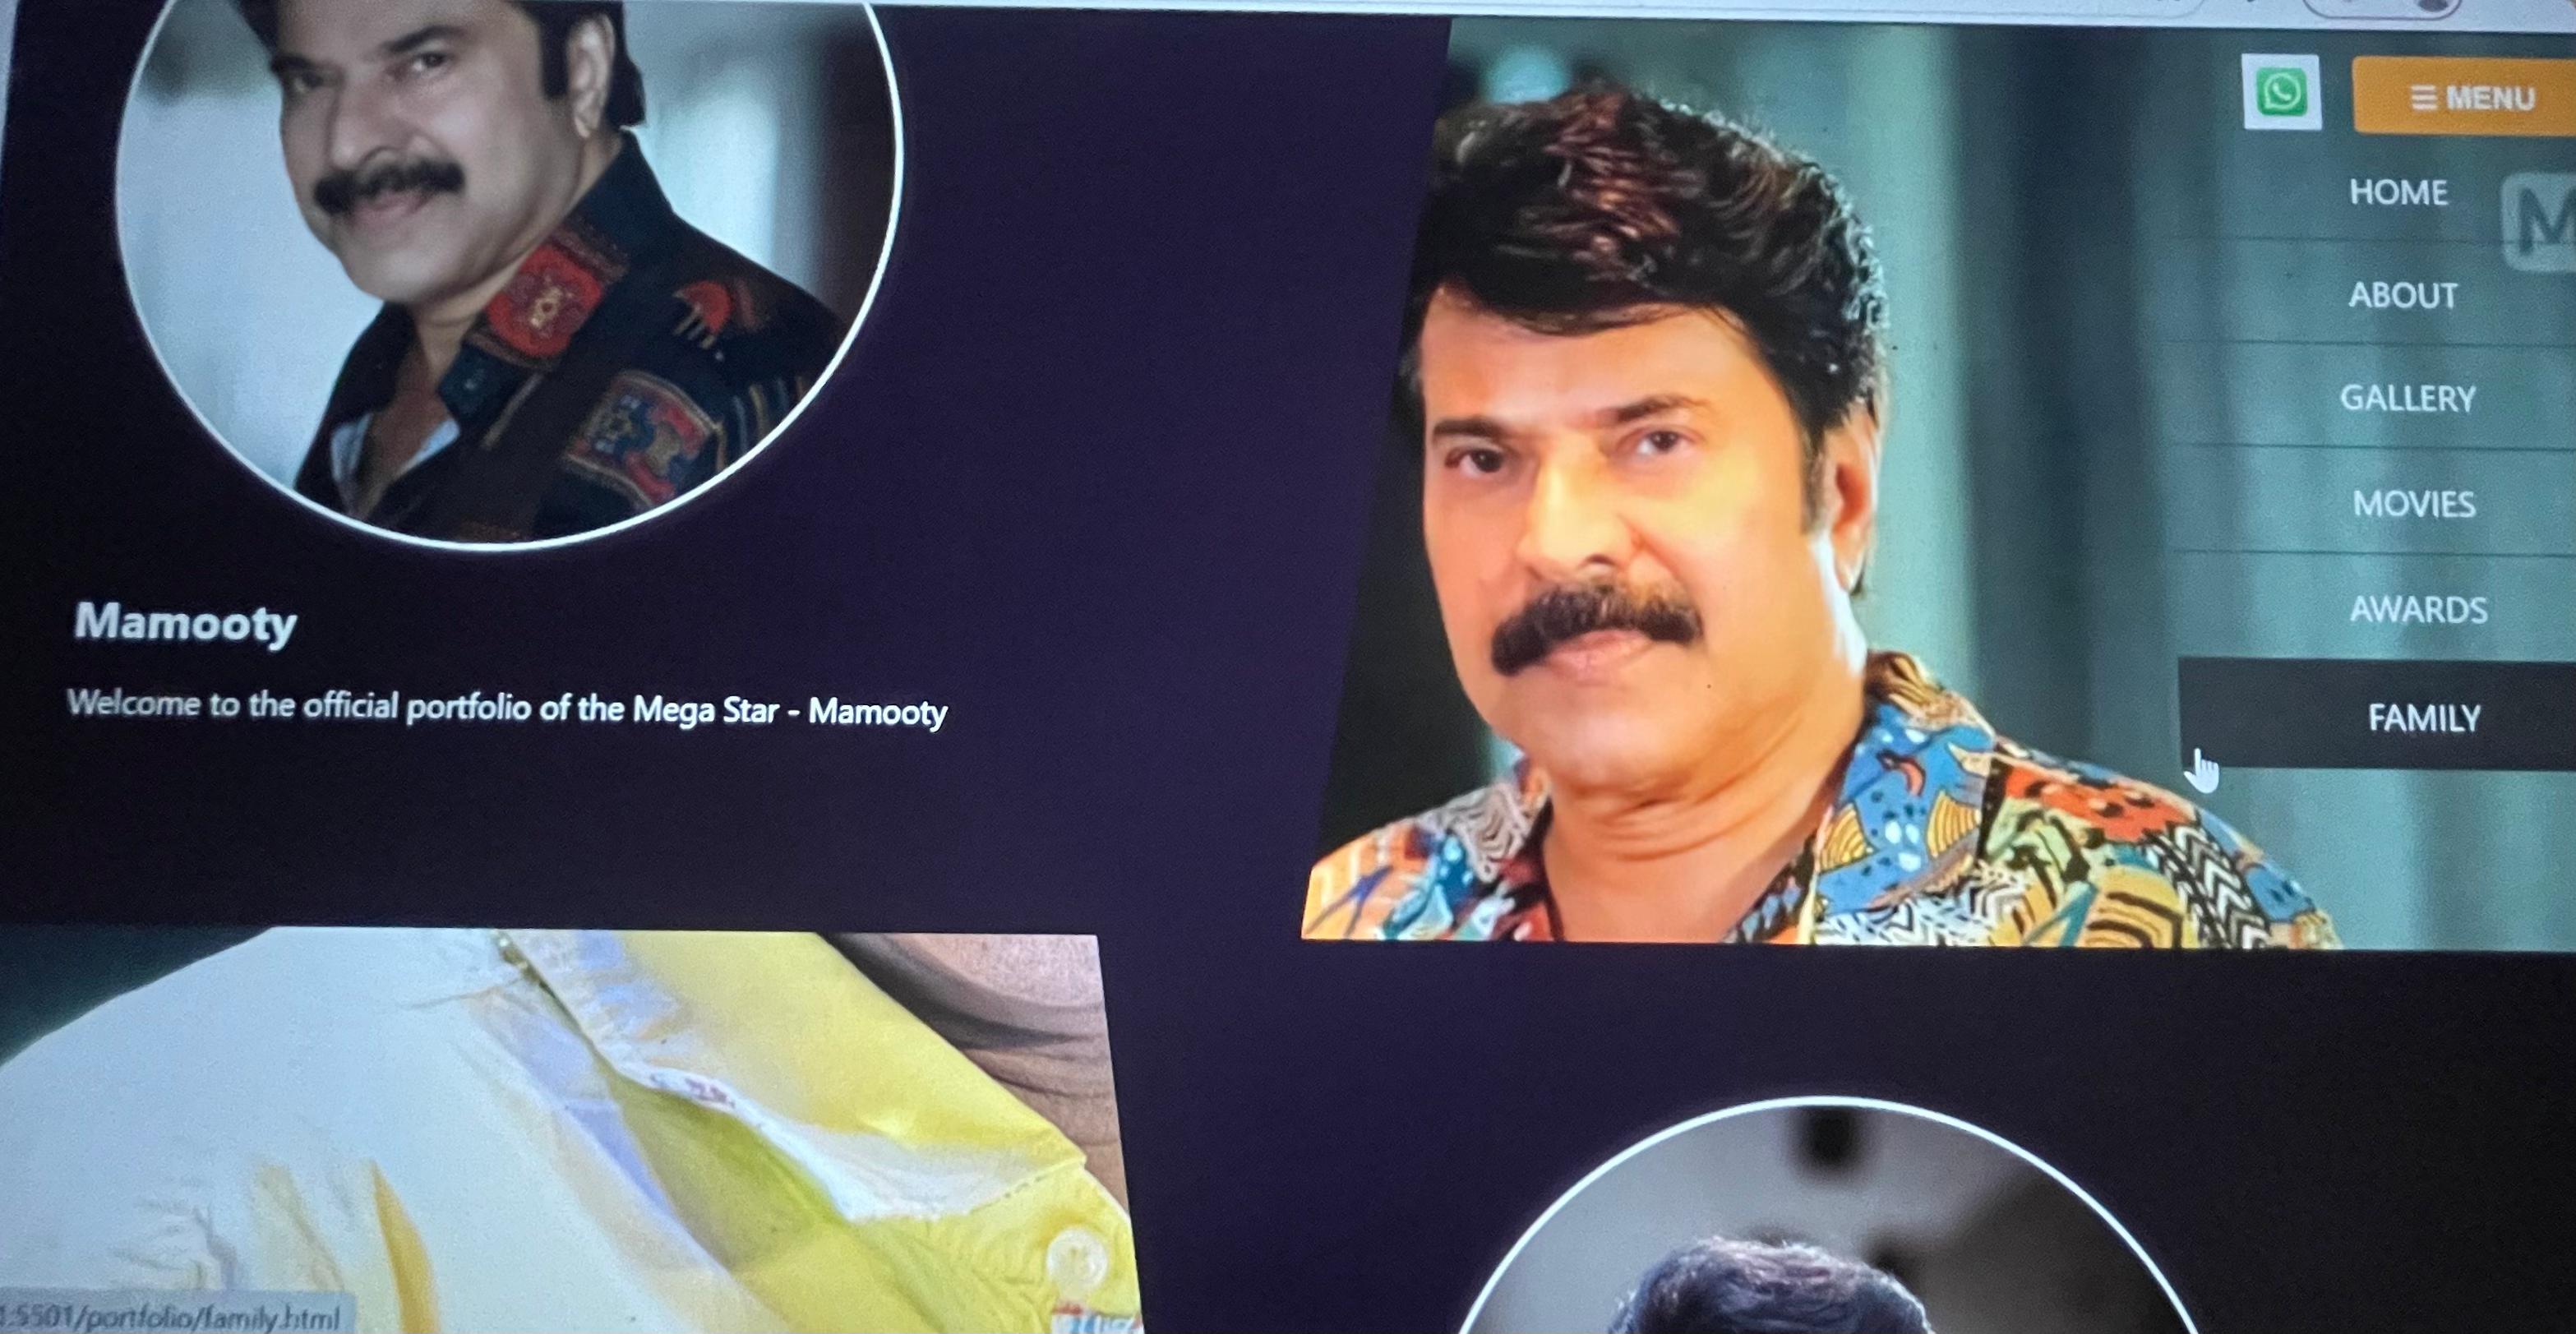 MENU
HOME
M
ABOUT
GALLERY
MOVIES
AWARDS
FAMILY
Mamooty
Welcome to the official portfolio of the Mega Star - Mamooty
:5501/portfolio/family.html